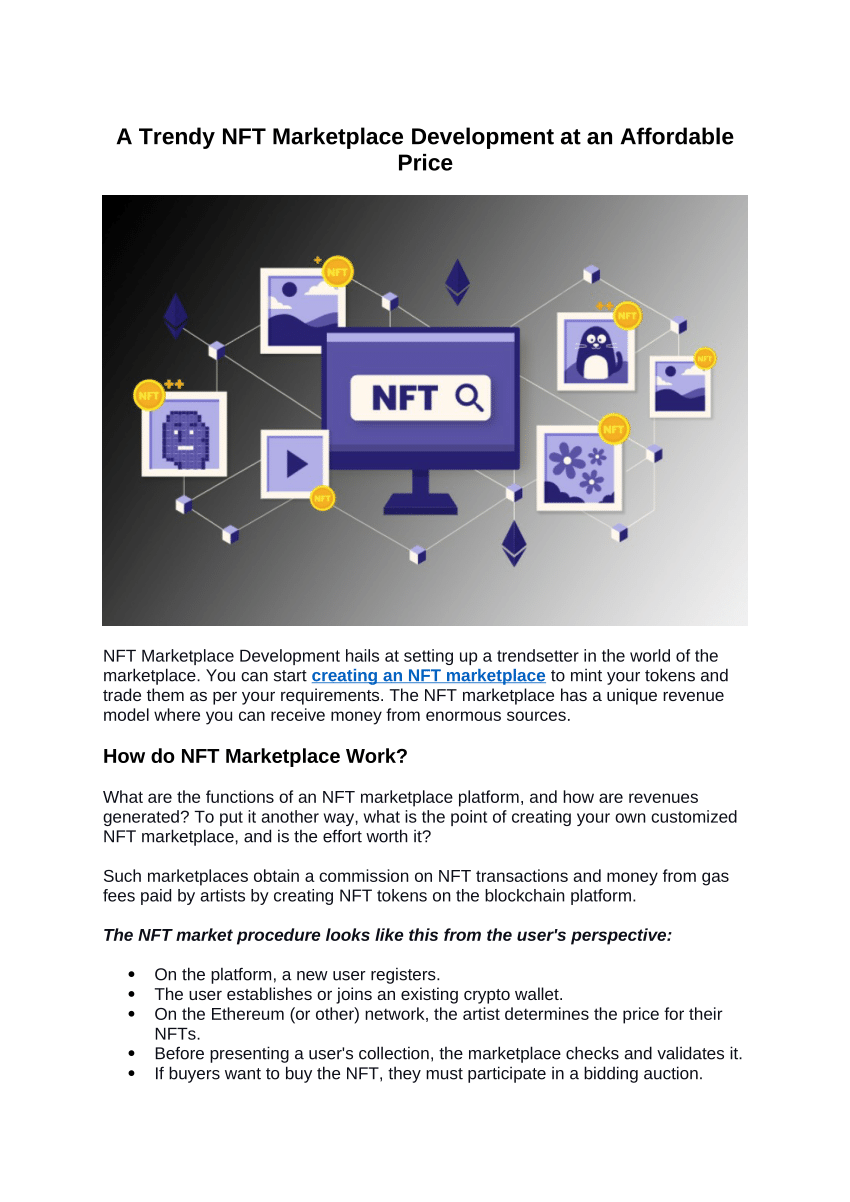 A Trendy NFT Marketplace Development at an Affordable
Price
NFT
NFT
NFT
NFT
NFT
NFT
NFT
NFT Marketplace Development hails at setting up a trendsetter in the world of the
marketplace. You can start creating an NFT marketplace to mint your tokens and
trade them as per your requirements. The NFT marketplace has a unique revenue
model where you can receive money from enormous sources.
How do NFT Marketplace Work?
What are the functions of an NFT marketplace platform, and how are revenues
generated? To put it another way, what is the point of creating your own customized
NFT marketplace, and is the effort worth it?
Such marketplaces obtain a commission on NFT transactions and money from gas
fees paid by artists by creating NFT tokens on the blockchain platform.
The NFT market procedure looks like this from the user's perspective:
• On the platform, a new user registers.
• The user establishes or joins an existing crypto wallet.
• On the Ethereum (or other) network, the artist determines the price for their
NFTs.
• Before presenting a user's collection, the marketplace checks and validates it.
• If buyers want to buy the NFT, they must participate in a bidding auction.